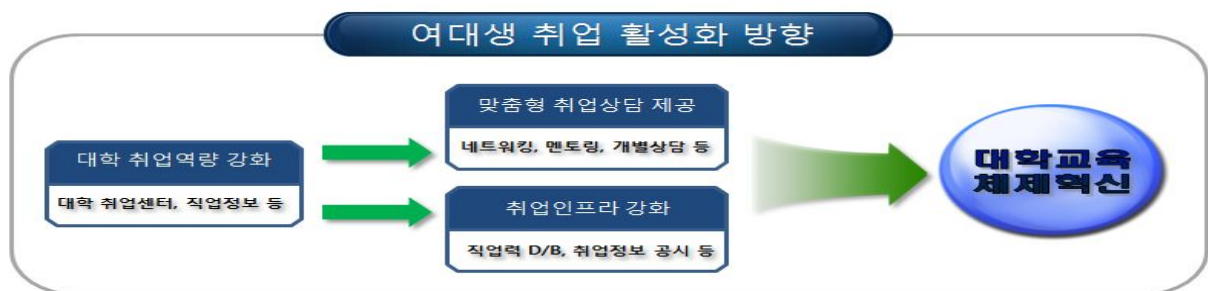 여대생 취업 활성화 방향
대학 취업역량 강화
대학 취업센터, 직업정보 등
맞춤형 취업상담 제공
네트워킹, 멘토링, 개별상담 등
취업인프라 강화
직업력 D/B, 취업정보 공시 등
대학교육
체제혁신